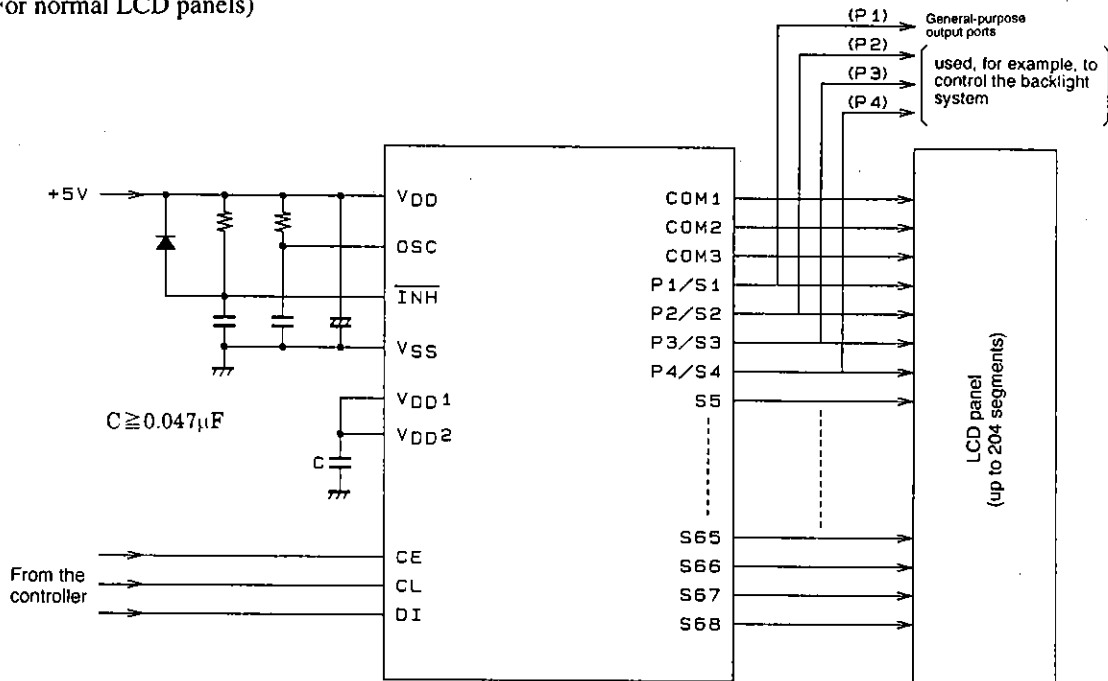 or normal LCD panels)
(P1)
General-purpose
output ports
(P2)
(P3)
(P4)
used, for example, to
control the backlight
system
+5V
VDD
OSC
INH
VSS
VDD1
VDD2
C≧0.047μF
C
CE
CL
DI
From the
controller
COM1
COM2
COM3
P1/S1
P2/S2
P3/S3
P4/S4
S5
S65
S66
S67
S68
LCD panel
(up to 204 segments)